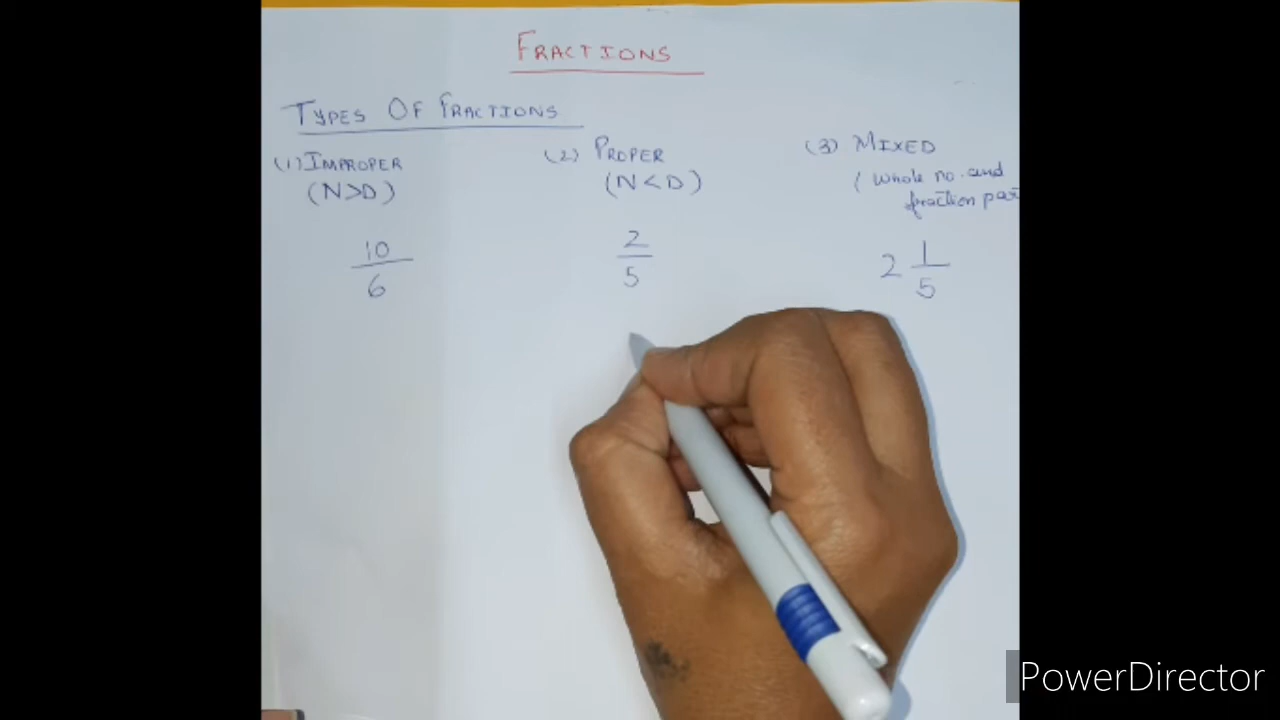 FRACTIONS
TYPES OF FRACTIONS
(1) IMPROPER
(N>D)
10
6
(2) PROPER
(N<D)
2
5
(3) MIXED
( Whole no. and
fraction par
2 1
5
PowerDirector